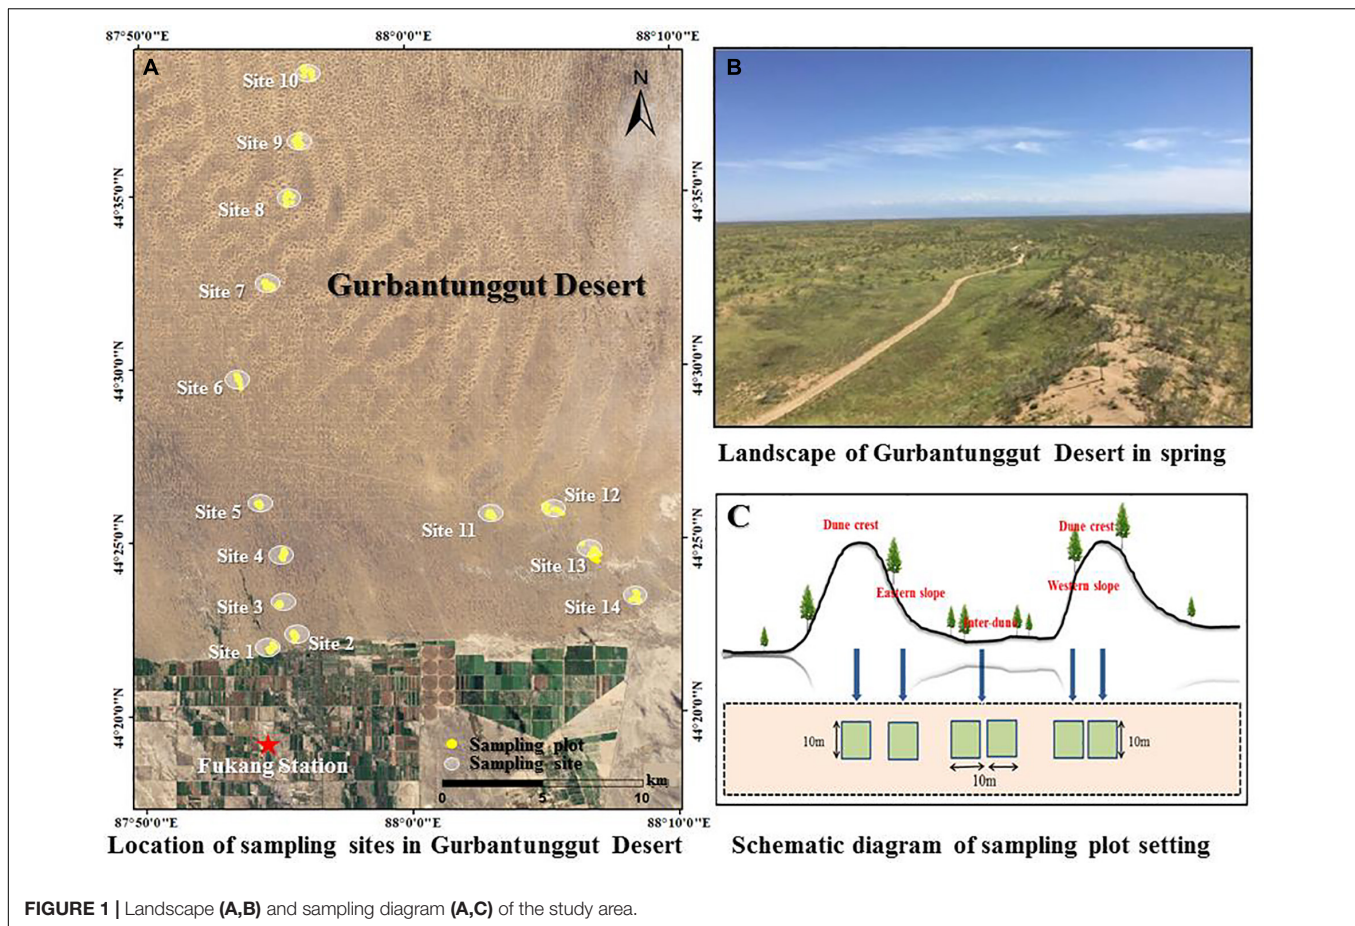 87°50'0"E 88°0'0"E 88°10'0"E
A
N
Site 10
Site 9
Site 8
44°35'0"N
44°35'0"N
Site 7
Gurbantunggut Desert
44°30'0"N
44°30'0"N
Site 6
Site 5
Site 11
Site 12
44°25'0"N
44°25'0"N
Site 4
Site 13
Site 3
Site 14
Site 1
Site 2
44°20'0"N
44°20'0"N
Fukang Station
Sampling plot
Sampling site
km
0 5 10
87°50'0"E 88°0'0"E 88°10'0"E
Location of sampling sites in Gurbantunggut Desert
B
Landscape of Gurbantunggut Desert in spring
C
Dune crest
Dune crest
Eastern slope
Western slope
Inter-dune
10m
10m
10m
Schematic diagram of sampling plot setting
FIGURE 1 | Landscape (A,B) and sampling diagram (A,C) of the study area.